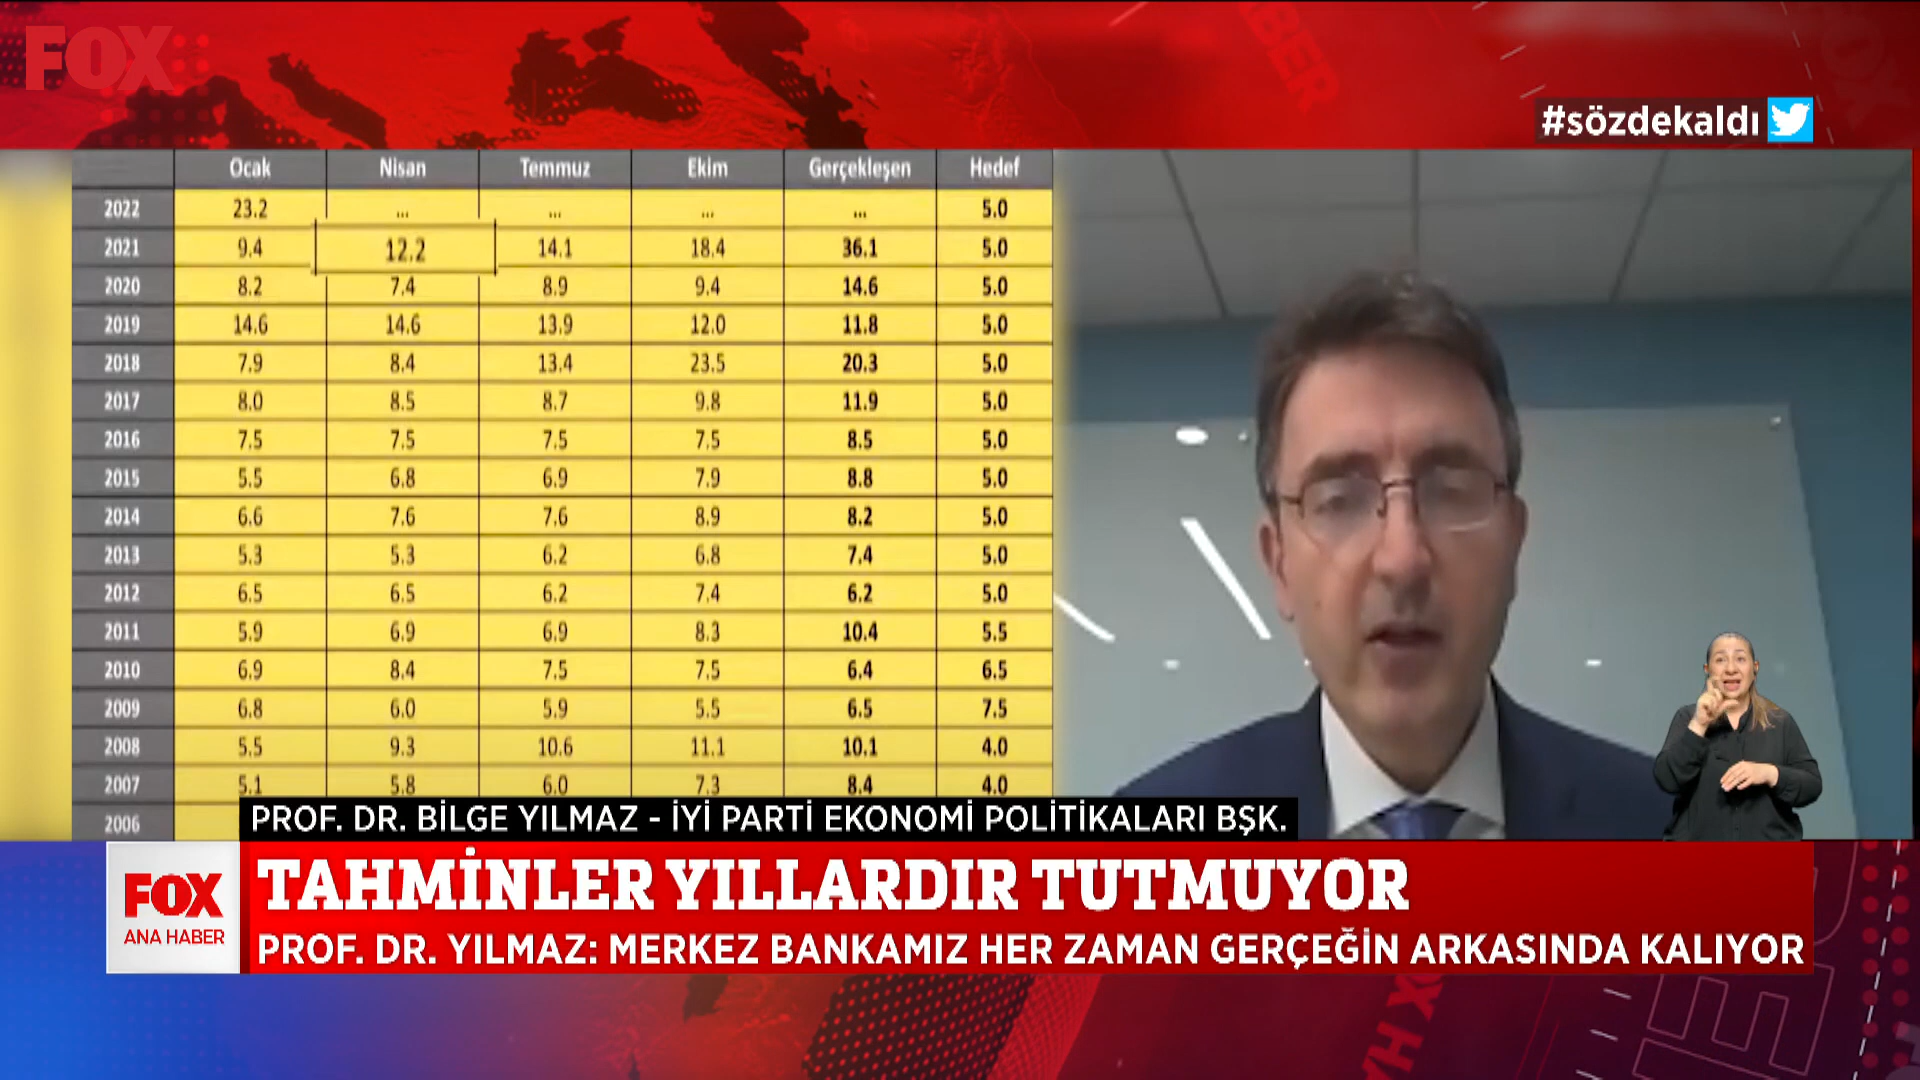 FOX
#sözdekaldı
Ocak Nisan Temmuz Ekim Gerçekleşen Hedef
2022 23.2 ... ... ... ... 5.0
2021 9.4 12.2 14.1 18.4 36.1 5.0
2020 8.2 7.4 8.9 9.4 14.6 5.0
2019 14.6 14.6 13.9 12.0 11.8 5.0
2018 7.9 8.4 13.4 23.5 20.3 5.0
2017 8.0 8.5 8.7 9.8 11.9 5.0
2016 7.5 7.5 7.5 7.5 8.5 5.0
2015 5.5 6.8 6.9 7.9 8.8 5.0
2014 6.6 7.6 7.6 8.9 8.2 5.0
2013 5.3 5.3 6.2 6.8 7.4 5.0
2012 6.5 6.5 6.2 7.4 6.2 5.0
2011 5.9 6.9 6.9 8.3 10.4 5.5
2010 6.9 8.4 7.5 7.5 6.4 6.5
2009 6.8 6.0 5.9 5.5 6.5 7.5
2008 5.5 9.3 10.6 11.1 10.1 4.0
2007 5.1 5.8 6.0 7.3 8.4 4.0
2006
PROF. DR. BİLGE YILMAZ - İYİ PARTİ EKONOMİ POLİTİKALARI BŞK.
FOX
ANA HABER
TAHMİNLER YILLARDIR TUTMUYOR
PROF. DR. YILMAZ: MERKEZ BANKAMIZ HER ZAMAN GERÇEĞİN ARKASINDA KALIYOR